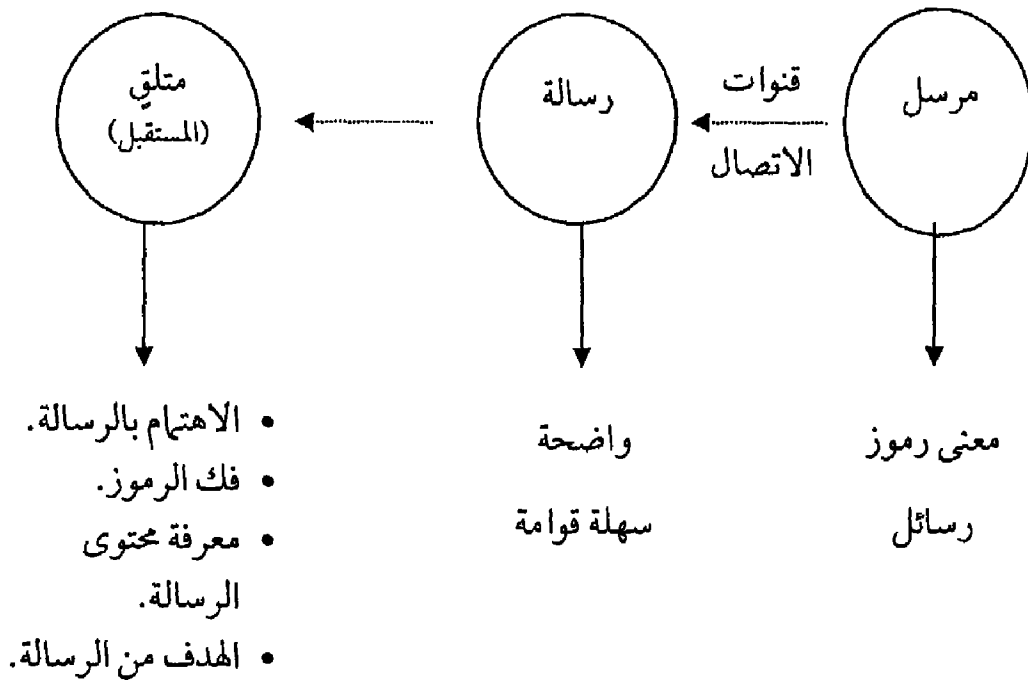 مرسل
قنوات
الاتصال
رسالة
متلقٍ
(المستقبل)
معنى رموز
رسائل
واضحة
سهلة قوامة
• الاهتمام بالرسالة.
• فك الرموز.
• معرفة محتوى
الرسالة.
• الهدف من الرسالة.